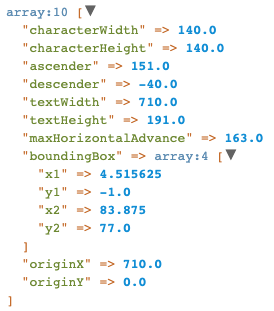 array:10 [▼
"characterWidth" => 140.0
"characterHeight" => 140.0
"ascender" => 151.0
"descender" => -40.0
"textWidth" => 710.0
"textHeight" => 191.0
"maxHorizontalAdvance" => 163.0
"boundingBox" => array:4 [▼
"x1" => 4.515625
"y1" => -1.0
"x2" => 83.875
"y2" => 77.0
]
"originX" => 710.0
"originY" => 0.0
]